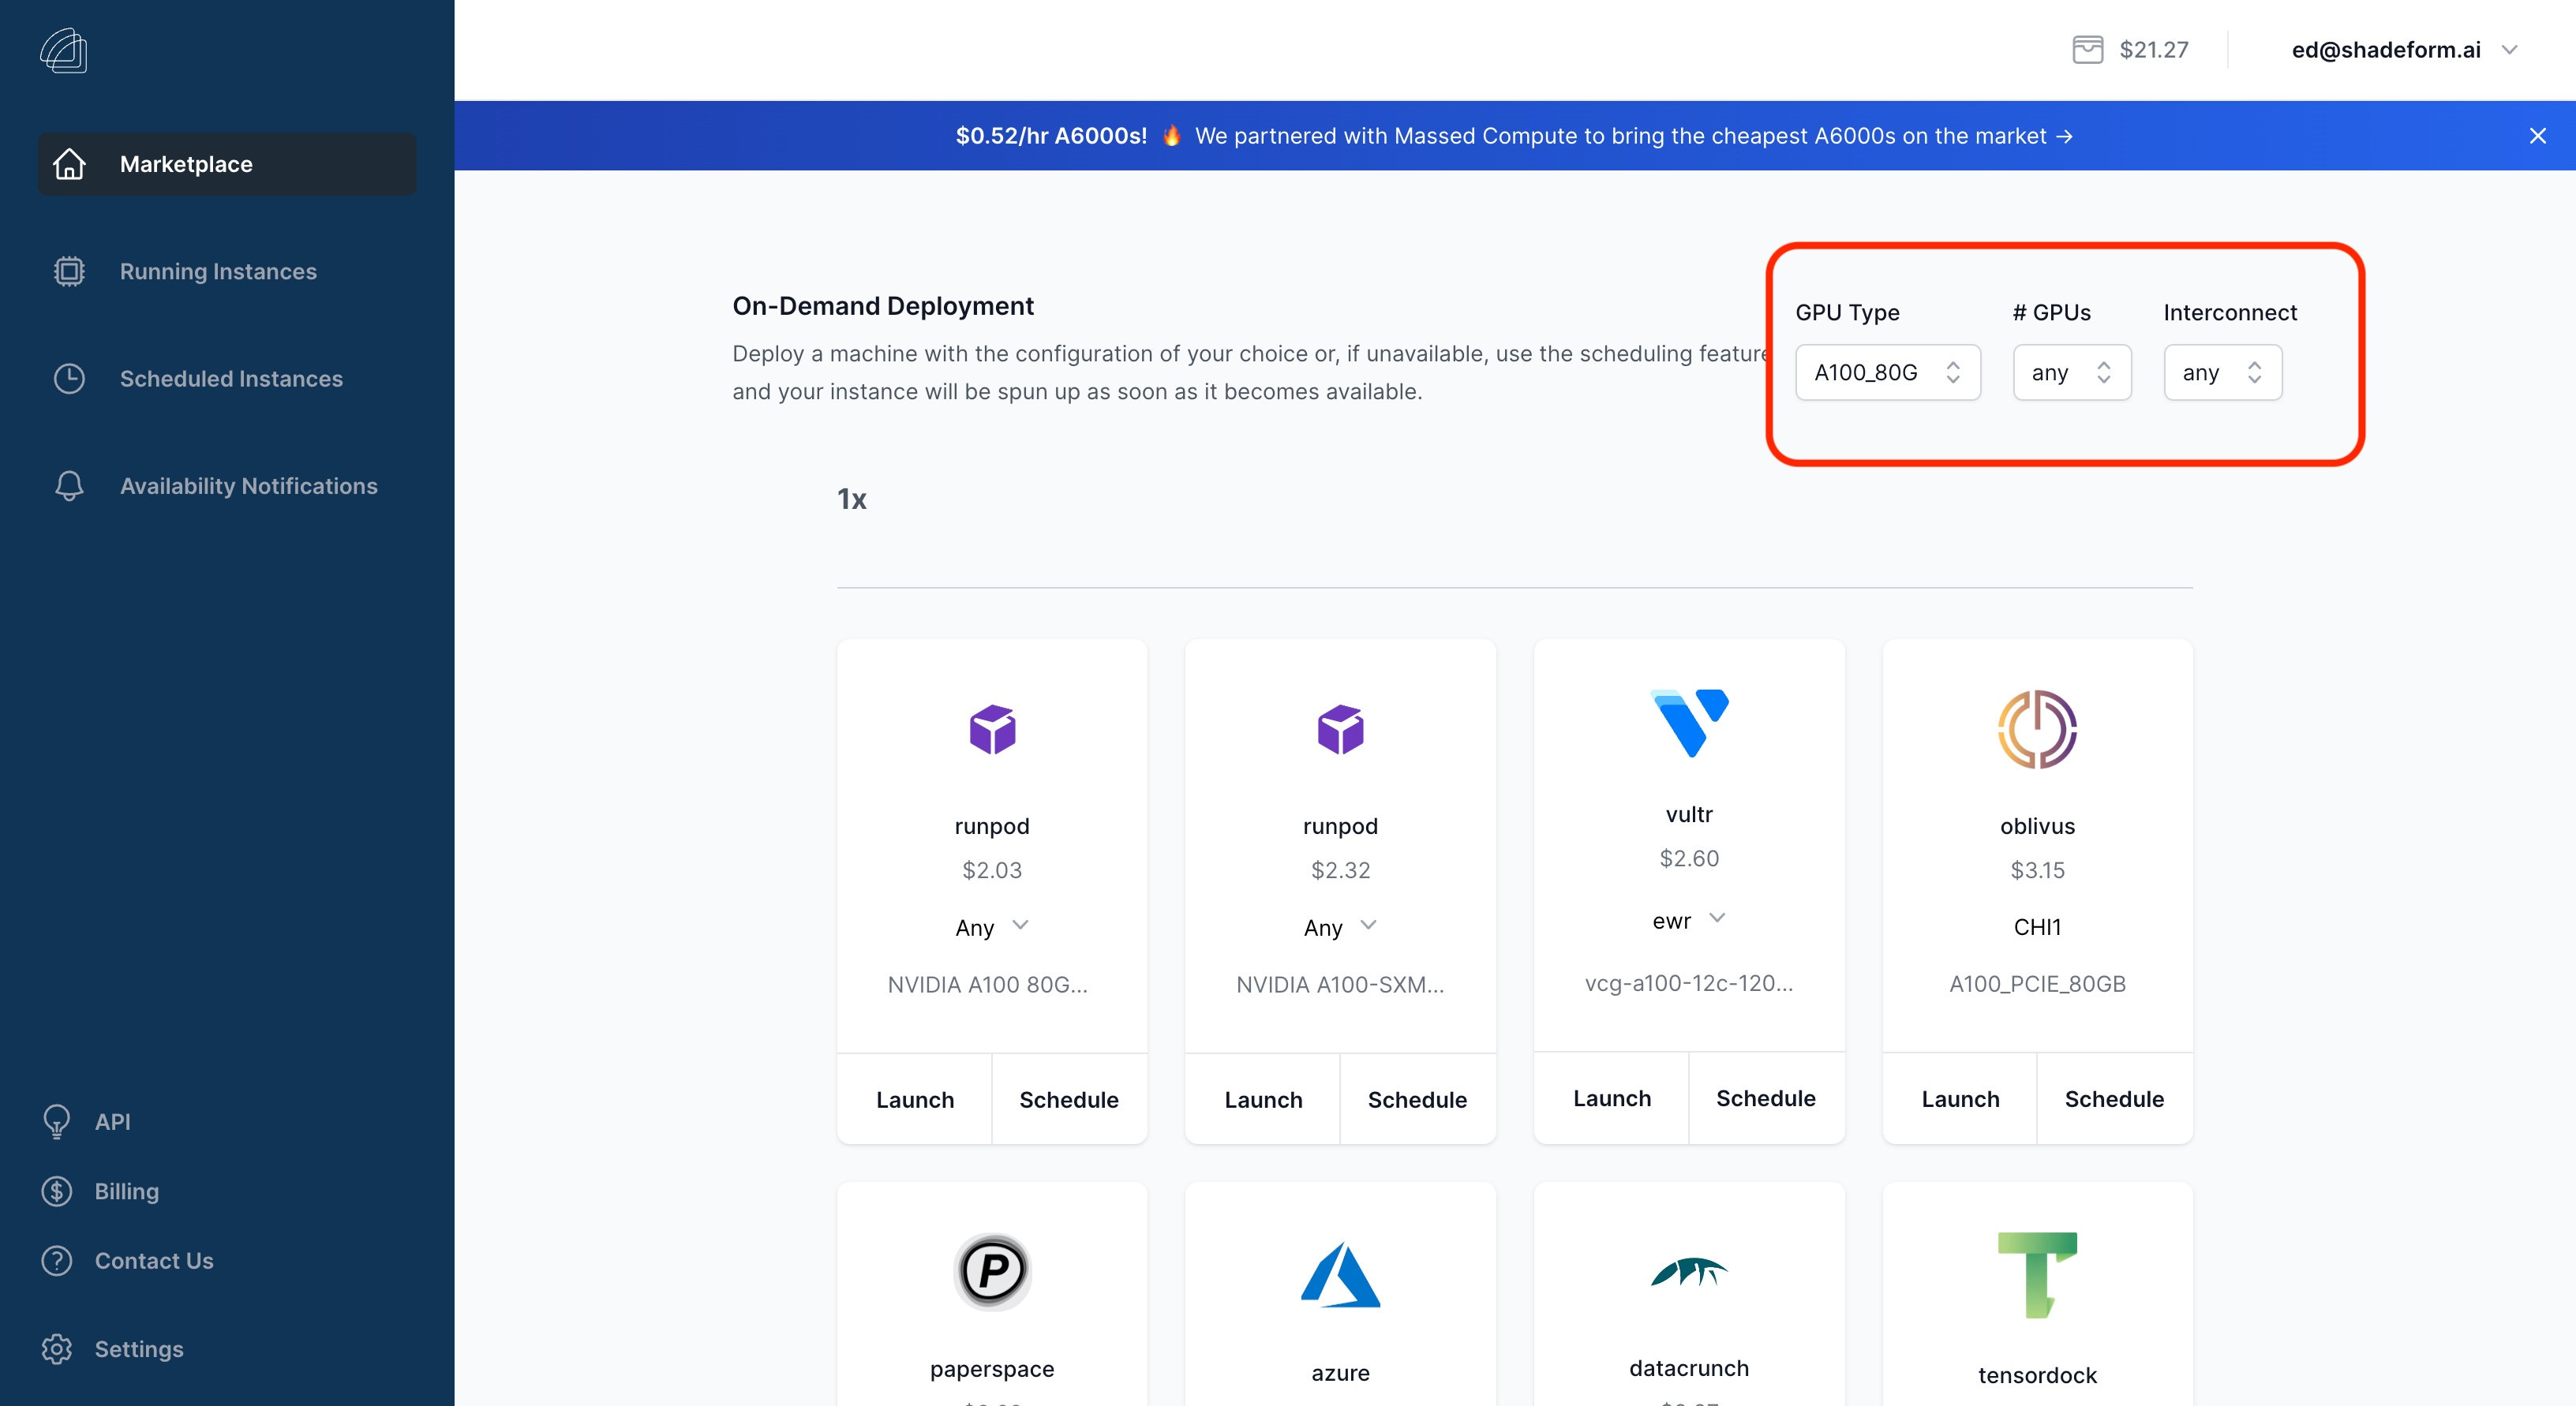 $21.27
ed@shadeform.ai
$0.52/hr A6000s! 🔥 We partnered with Massed Compute to bring the cheapest A6000s on the market →
Marketplace
Running Instances
Scheduled Instances
Availability Notifications
API
Billing
Contact Us
Settings
On-Demand Deployment
Deploy a machine with the configuration of your choice or, if unavailable, use the scheduling feature
and your instance will be spun up as soon as it becomes available.
GPU Type
# GPUs
Interconnect
A100_80G
any
any
1x
runpod
$2.03
Any
NVIDIA A100 80G...
Launch
Schedule
runpod
$2.32
Any
NVIDIA A100-SXM...
Launch
Schedule
vultr
$2.60
ewr
vcg-a100-12c-120...
Launch
Schedule
oblivus
$3.15
CHI1
A100_PCIE_80GB
Launch
Schedule
P
paperspace
azure
datacrunch
tensordock